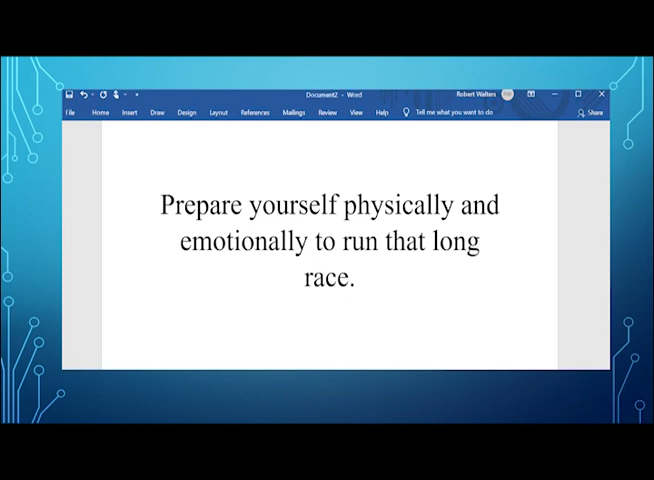 Document2 - Word
Robert Walters
RW
File Home Insert Draw Design Layout References Mailings Review View Help Tell me what you want to do Share
Prepare yourself physically and
emotionally to run that long
race.